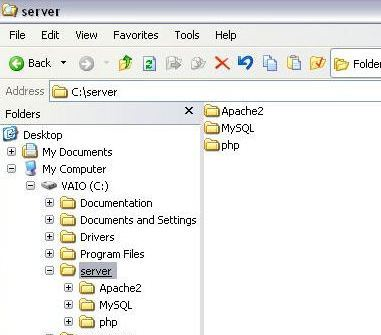 server
File Edit View Favorites Tools Help
Back
Folder
Address C:\server
Folders
Desktop
My Documents
My Computer
VAIO (C:)
Documentation
Documents and Settings
Drivers
Program Files
server
Apache2
MySQL
php
Apache2
MySQL
php